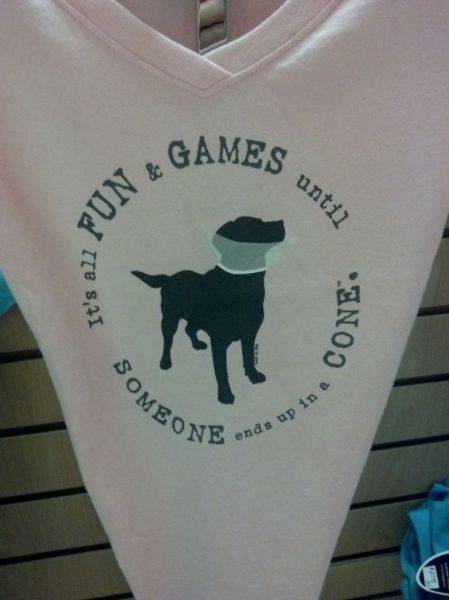 It's all FUN & GAMES until
SOMEONE ends up in a CONE.